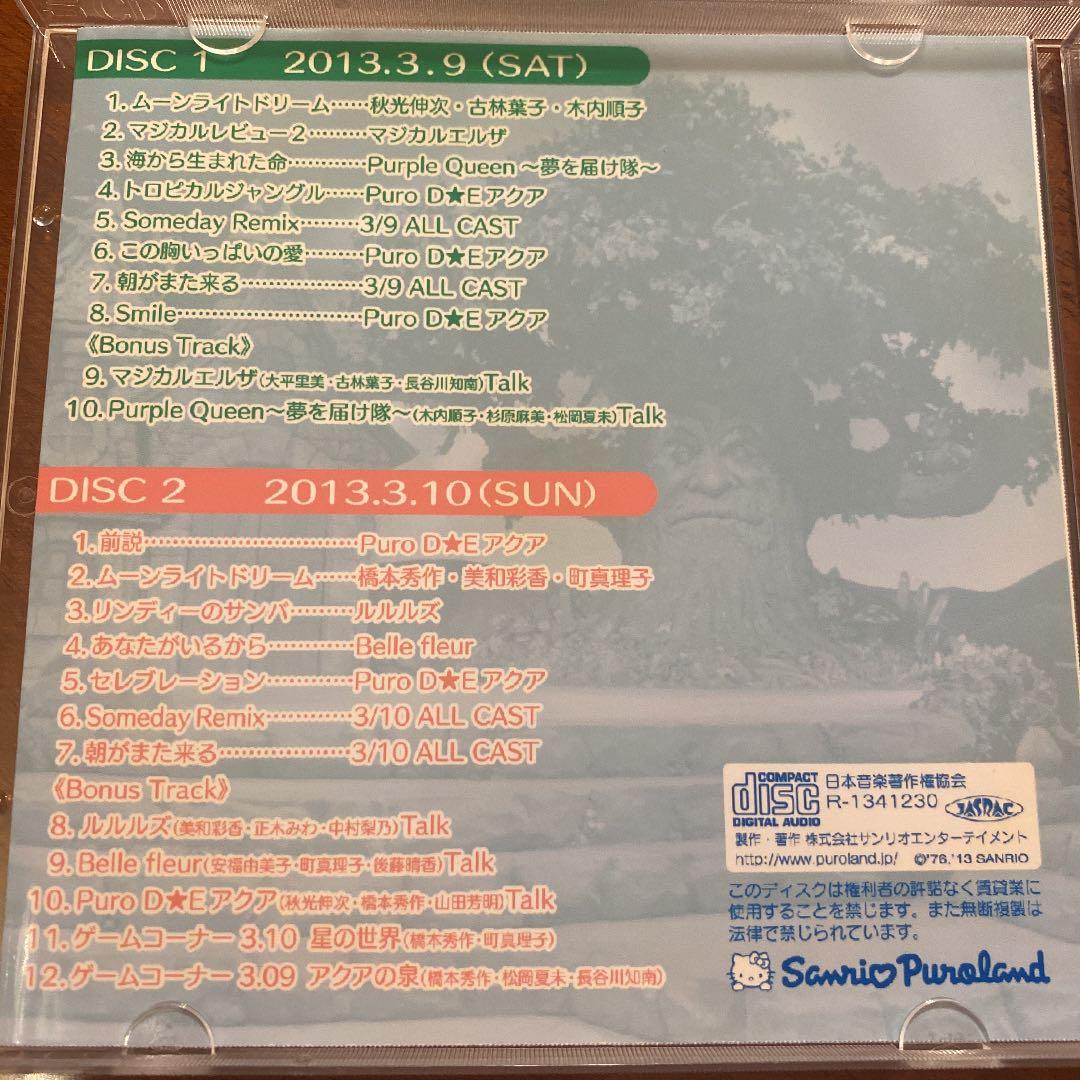 DISC 1 2013.3.9 (SAT)
1.ムーンライトドリーム……秋光伸次・古林葉子・木内順子
2.マジカルレビュー2………マジカルエルザ
3.海から生まれた命…………Purple Queen～夢を届け隊～
4.トロピカルジャングル……Puro D★Eアクア
5.Someday Remix………3/9 ALL CAST
6.この胸いっぱいの愛………Puro D★Eアクア
7.朝がまた来る………………3/9 ALL CAST
8.Smile………………………Puro D★Eアクア
《Bonus Track》
9.マジカルエルザ(大平里美・古林葉子・長谷川知南)Talk
10.Purple Queen～夢を届け隊～(木内順子・杉原麻美・松岡夏未)Talk
DISC 2 2013.3.10(SUN)
1.前説…………………………Puro D★Eアクア
2.ムーンライトドリーム……橋本秀作・美和彩香・町真理子
3.リンディーのサンバ………ルルルズ
4.あなたがいるから…………Belle fleur
5.セレブレーション…………Puro D★Eアクア
6.Someday Remix…………3/10 ALL CAST
7.朝がまた来る………………3/10 ALL CAST
《Bonus Track》
8.ルルルズ(美和彩香・正木みわ・中村梨乃)Talk
9.Belle fleur(安福由美子・町真理子・後藤晴香)Talk
10.Puro D★Eアクア(秋光伸次・橋本秀作・山田芳明)Talk
11.ゲームコーナー 3.10 星の世界(橋本秀作・町真理子)
12.ゲームコーナー 3.09 アクアの泉(橋本秀作・松岡夏未・長谷川知南)
COMPACT
disc
DIGITAL AUDIO
日本音楽著作権協会
R-1341230 JASRAC
製作・著作 株式会社サンリオエンターテイメント
http://www.puroland.jp/ ©'76,'13 SANRIO
このディスクは権利者の許諾なく賃貸業に
使用することを禁じます。また無断複製は
法律で禁じられています。
Sanrio Puroland